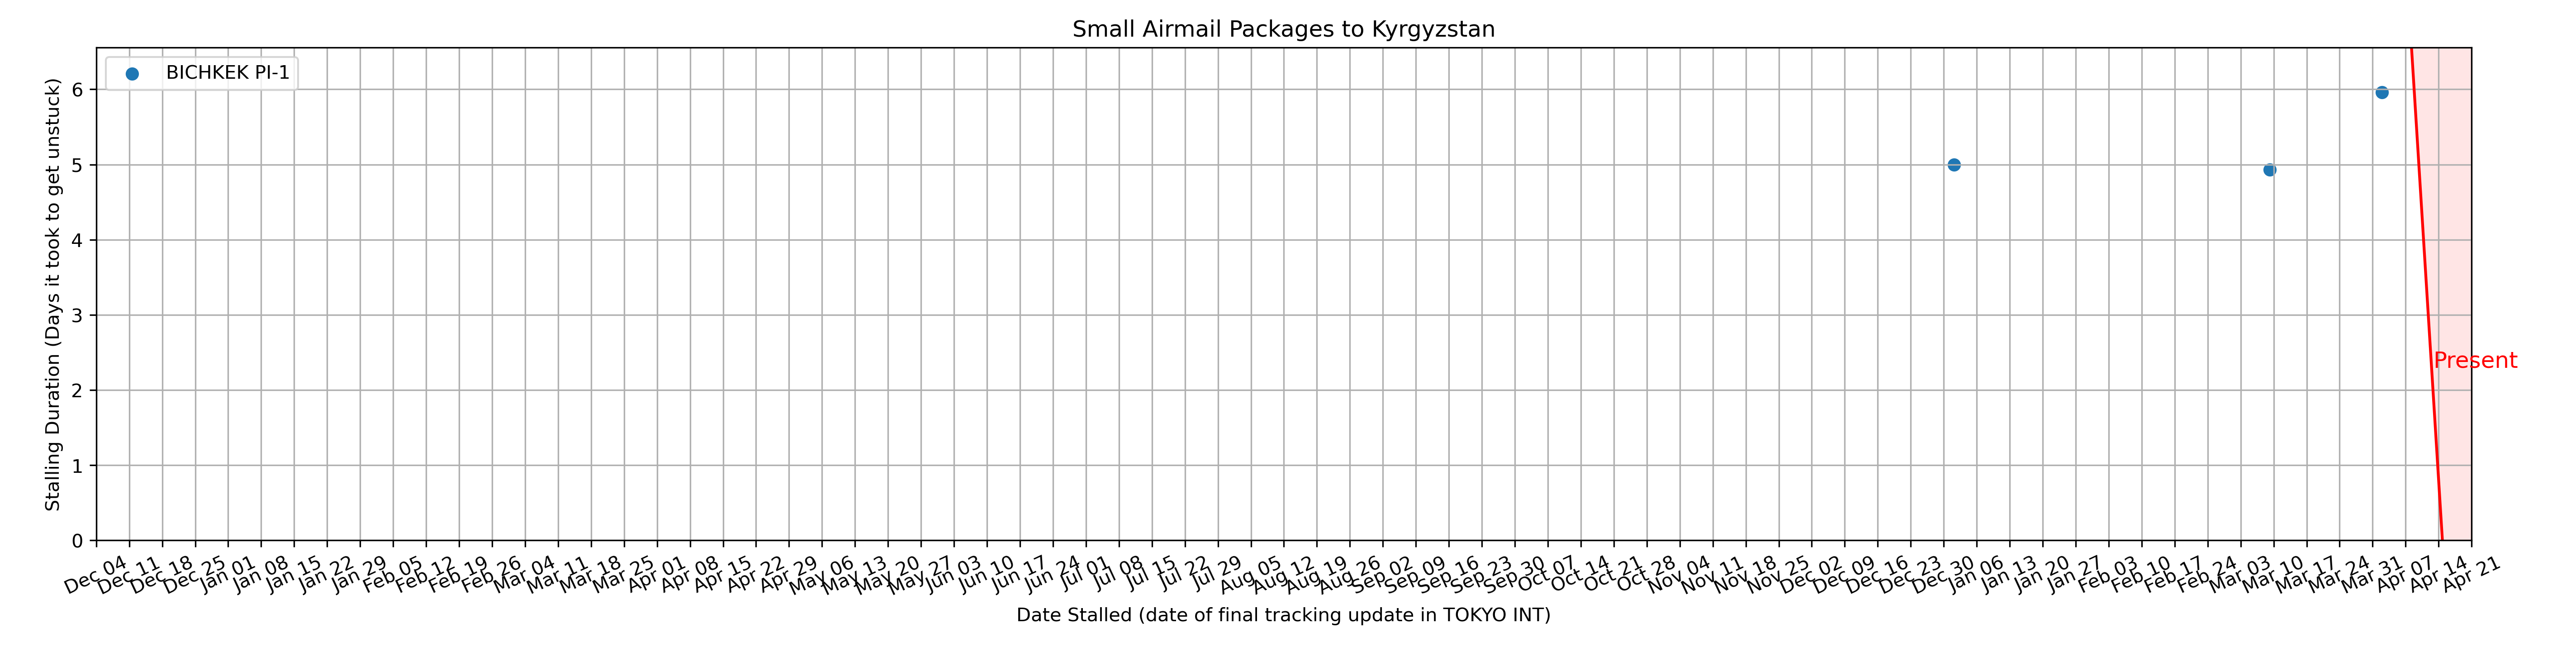 Small Airmail Packages to Kyrgyzstan
BICHKEK PI-1
Stalling Duration (Days it took to get unstuck)
6
5
4
3
2
1
0
Present
Dec 04 Dec 11 Dec 18 Dec 25 Jan 01 Jan 08 Jan 15 Jan 22 Jan 29 Feb 05 Feb 12 Feb 19 Feb 26 Mar 04 Mar 11 Mar 18 Mar 25 Apr 01 Apr 08 Apr 15 Apr 22 Apr 29 May 06 May 13 May 20 May 27 Jun 03 Jun 10 Jun 17 Jun 24 Jul 01 Jul 08 Jul 15 Jul 22 Jul 29 Aug 05 Aug 12 Aug 19 Aug 26 Sep 02 Sep 09 Sep 16 Sep 23 Sep 30 Oct 07 Oct 14 Oct 21 Oct 28 Nov 04 Nov 11 Nov 18 Nov 25 Dec 02 Dec 09 Dec 16 Dec 23 Dec 30 Jan 06 Jan 13 Jan 20 Jan 27 Feb 03 Feb 10 Feb 17 Feb 24 Mar 03 Mar 10 Mar 17 Mar 24 Mar 31 Apr 07 Apr 14 Apr 21
Date Stalled (date of final tracking update in TOKYO INT)